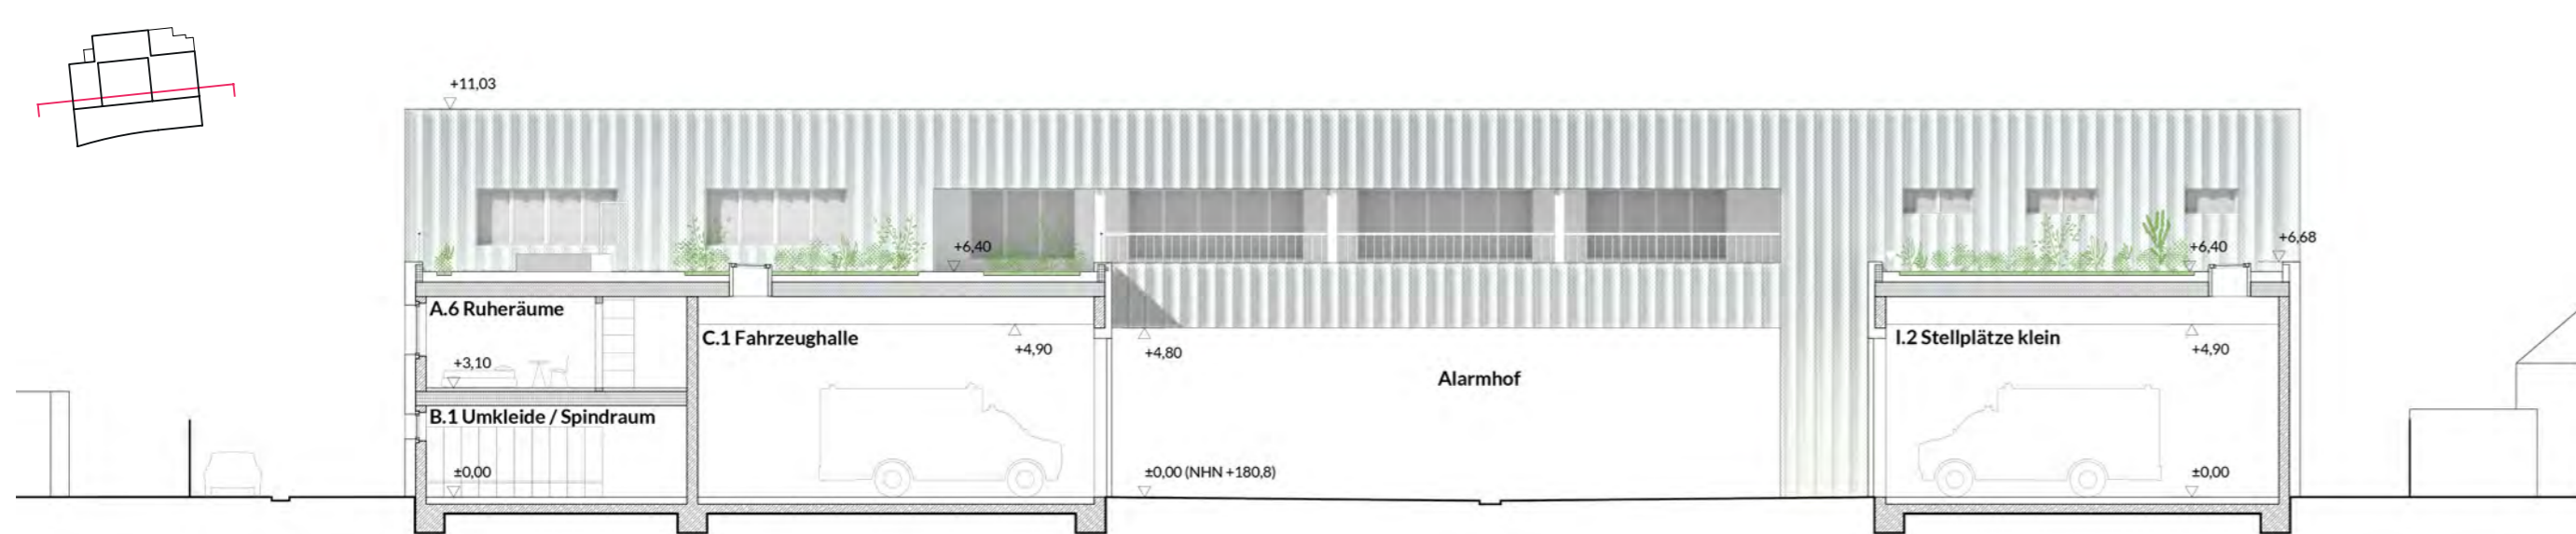 +11,03
+6,40
+6,40
+6,68
A.6 Ruheräume
C.1 Fahrzeughalle
+4,90
+4,80
I.2 Stellplätze klein
+4,90
+3,10
Alarmhof
B.1 Umkleide / Spindraum
±0,00
±0,00 (NHN +180,8)
±0,00